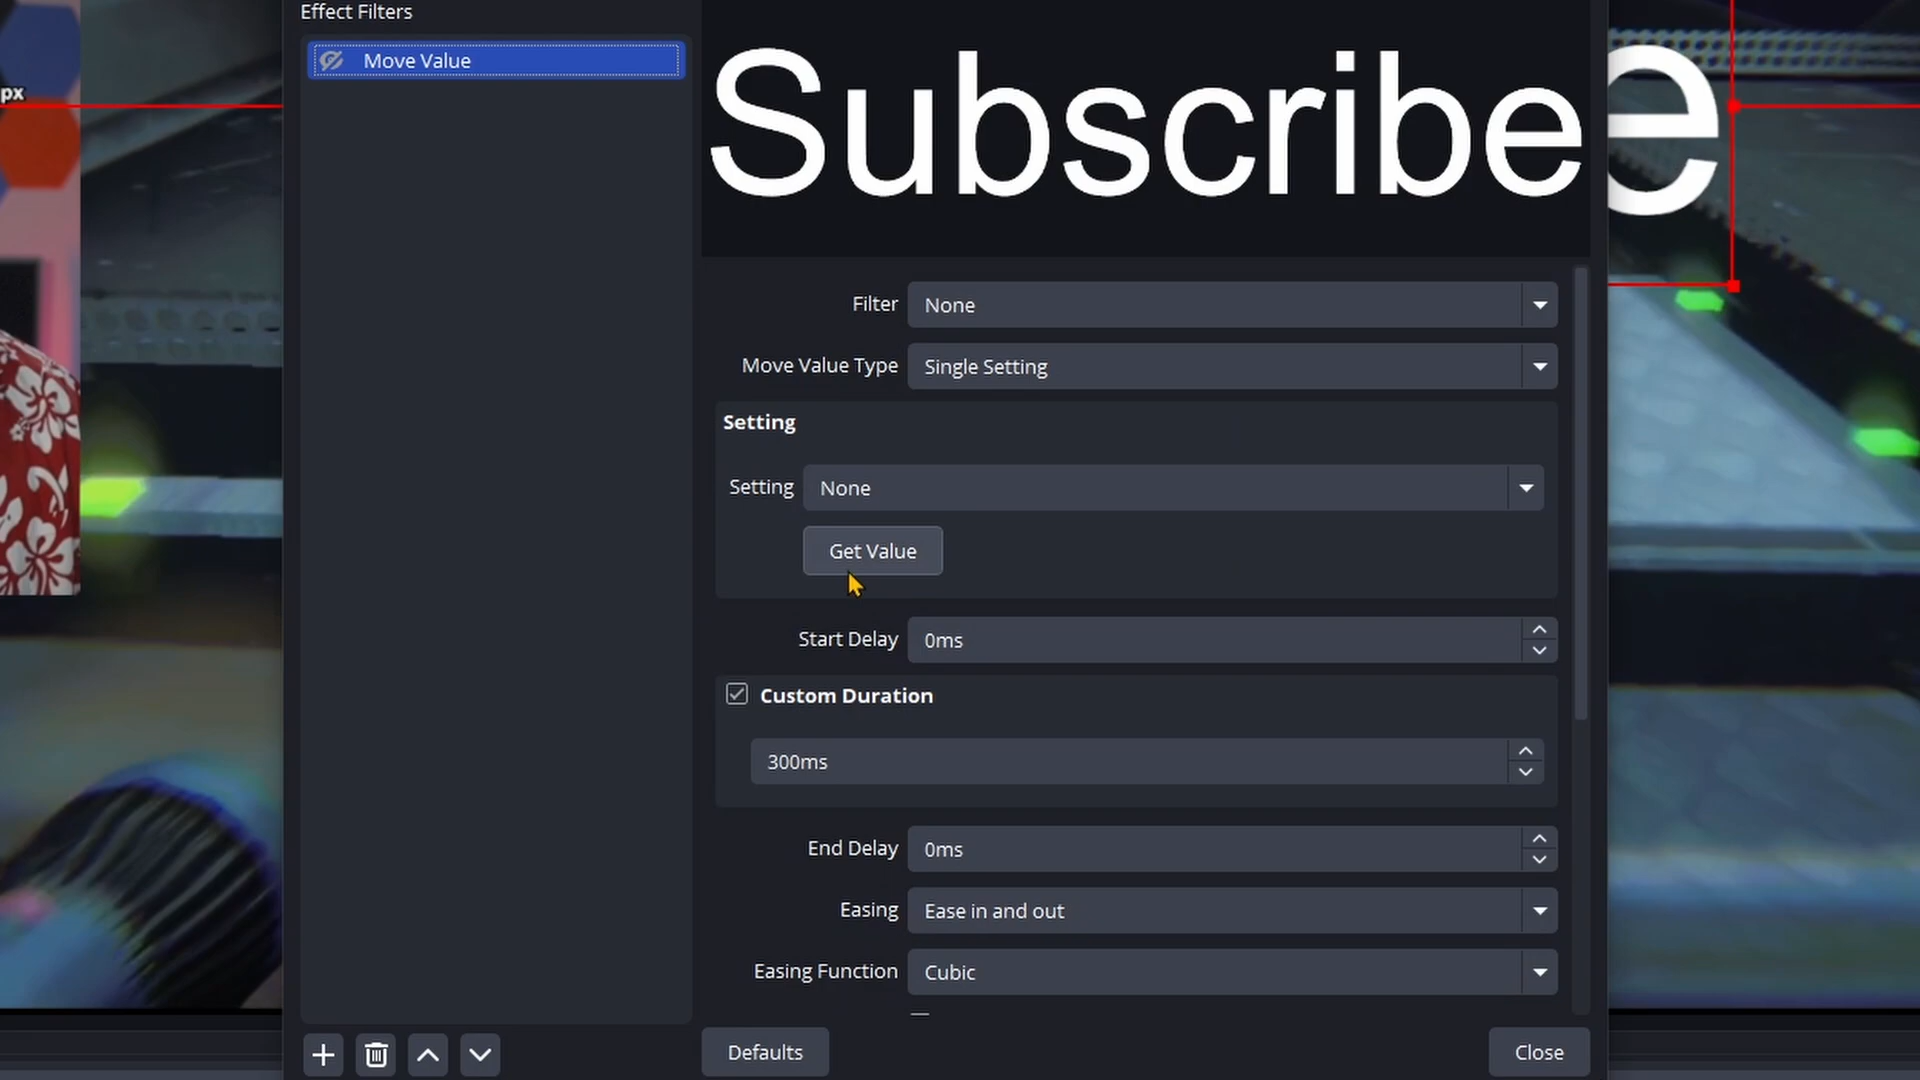 Effect Filters
Move Value
px
Subscribe
e
Filter
None
Move Value Type
Single Setting
Setting
Setting
None
Get Value
Start Delay
0ms
Custom Duration
300ms
End Delay
0ms
Easing
Ease in and out
Easing Function
Cubic
Defaults
Close